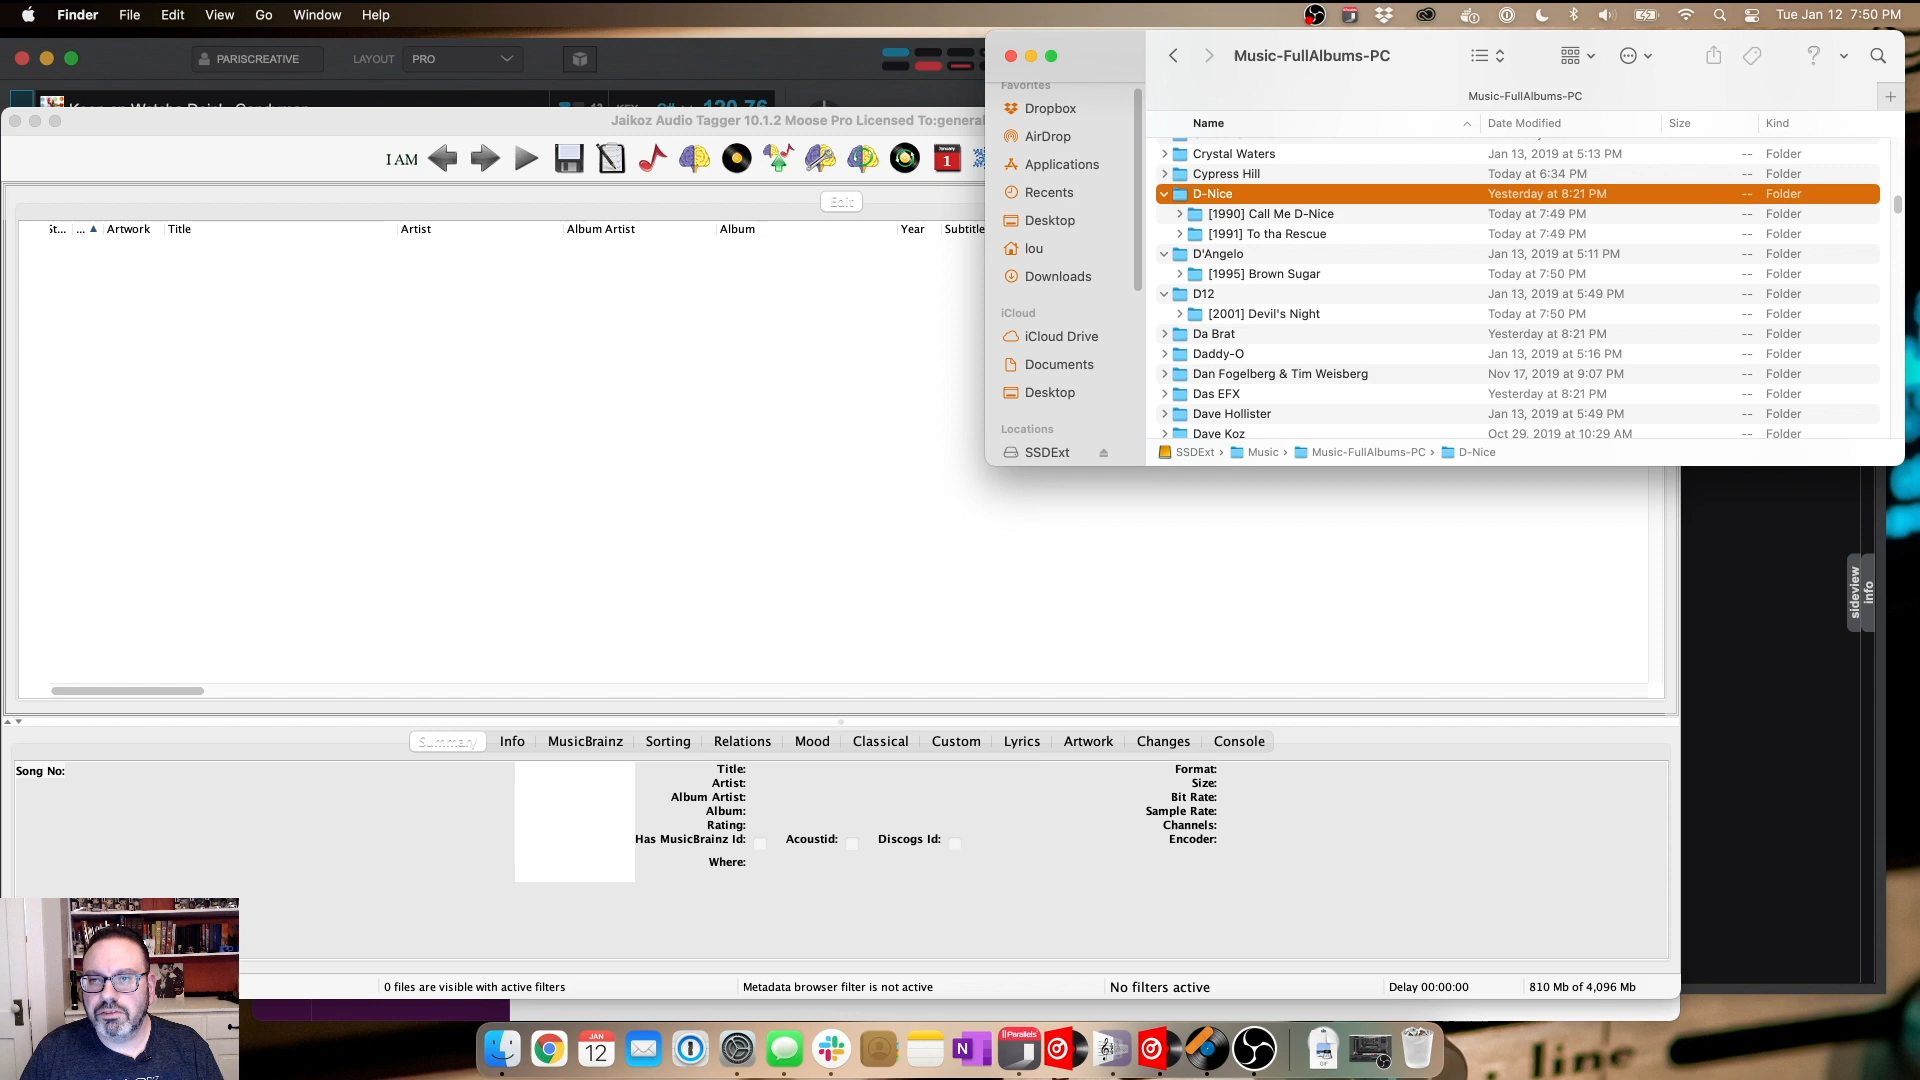 Finder File Edit View Go Window Help
Tue Jan 12 7:50 PM
PARISCREATIVE LAYOUT PRO
Jaikoz Audio Tagger 10.1.2 Moose Pro Licensed To:general
I AM
Edit
St... ... Artwork Title Artist Album Artist Album Year Subtitle
Music-FullAlbums-PC
Music-FullAlbums-PC
Favorites
Dropbox
AirDrop
Applications
Recents
Desktop
lou
Downloads
iCloud
iCloud Drive
Documents
Desktop
Locations
SSDExt
Name Date Modified Size Kind
Crystal Waters Jan 13, 2019 at 5:13 PM -- Folder
Cypress Hill Today at 6:34 PM -- Folder
D-Nice Yesterday at 8:21 PM -- Folder
[1990] Call Me D-Nice Today at 7:49 PM -- Folder
[1991] To tha Rescue Today at 7:49 PM -- Folder
D'Angelo Jan 13, 2019 at 5:11 PM -- Folder
[1995] Brown Sugar Today at 7:50 PM -- Folder
D12 Jan 13, 2019 at 5:49 PM -- Folder
[2001] Devil's Night Today at 7:50 PM -- Folder
Da Brat Yesterday at 8:21 PM -- Folder
Daddy-O Jan 13, 2019 at 5:16 PM -- Folder
Dan Fogelberg & Tim Weisberg Nov 17, 2019 at 9:07 PM -- Folder
Das EFX Yesterday at 8:21 PM -- Folder
Dave Hollister Jan 13, 2019 at 5:49 PM -- Folder
Dave Koz Oct 29, 2019 at 10:29 AM -- Folder
SSDExt › Music › Music-FullAlbums-PC › D-Nice
sideview
info
Summary Info MusicBrainz Sorting Relations Mood Classical Custom Lyrics Artwork Changes Console
Song No:
Title:
Artist:
Album Artist:
Album:
Rating:
Has MusicBrainz Id: Acoustid: Discogs Id:
Where:
Format:
Size:
Bit Rate:
Sample Rate:
Channels:
Encoder:
0 files are visible with active filters Metadata browser filter is not active No filters active Delay 00:00:00 810 Mb of 4,096 Mb
JAN
12
N
Parallels
line